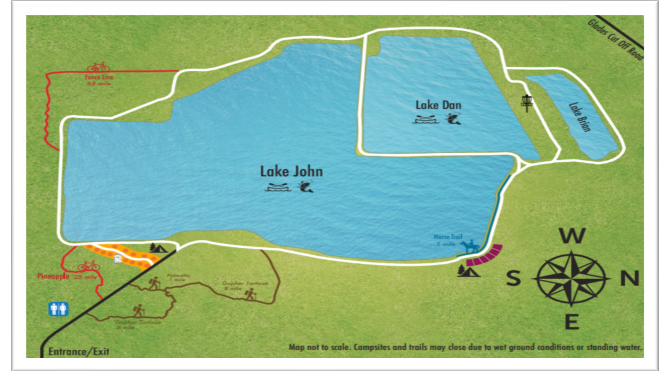 Glades Cut Off Road
Fence Line
Lake Dan
Lake Brian
Lake John
Horse Trail
W
S
N
E
Pineapple
Entrance/Exit
Map not to scale. Campsites and trails may close due to wet ground conditions or standing water.